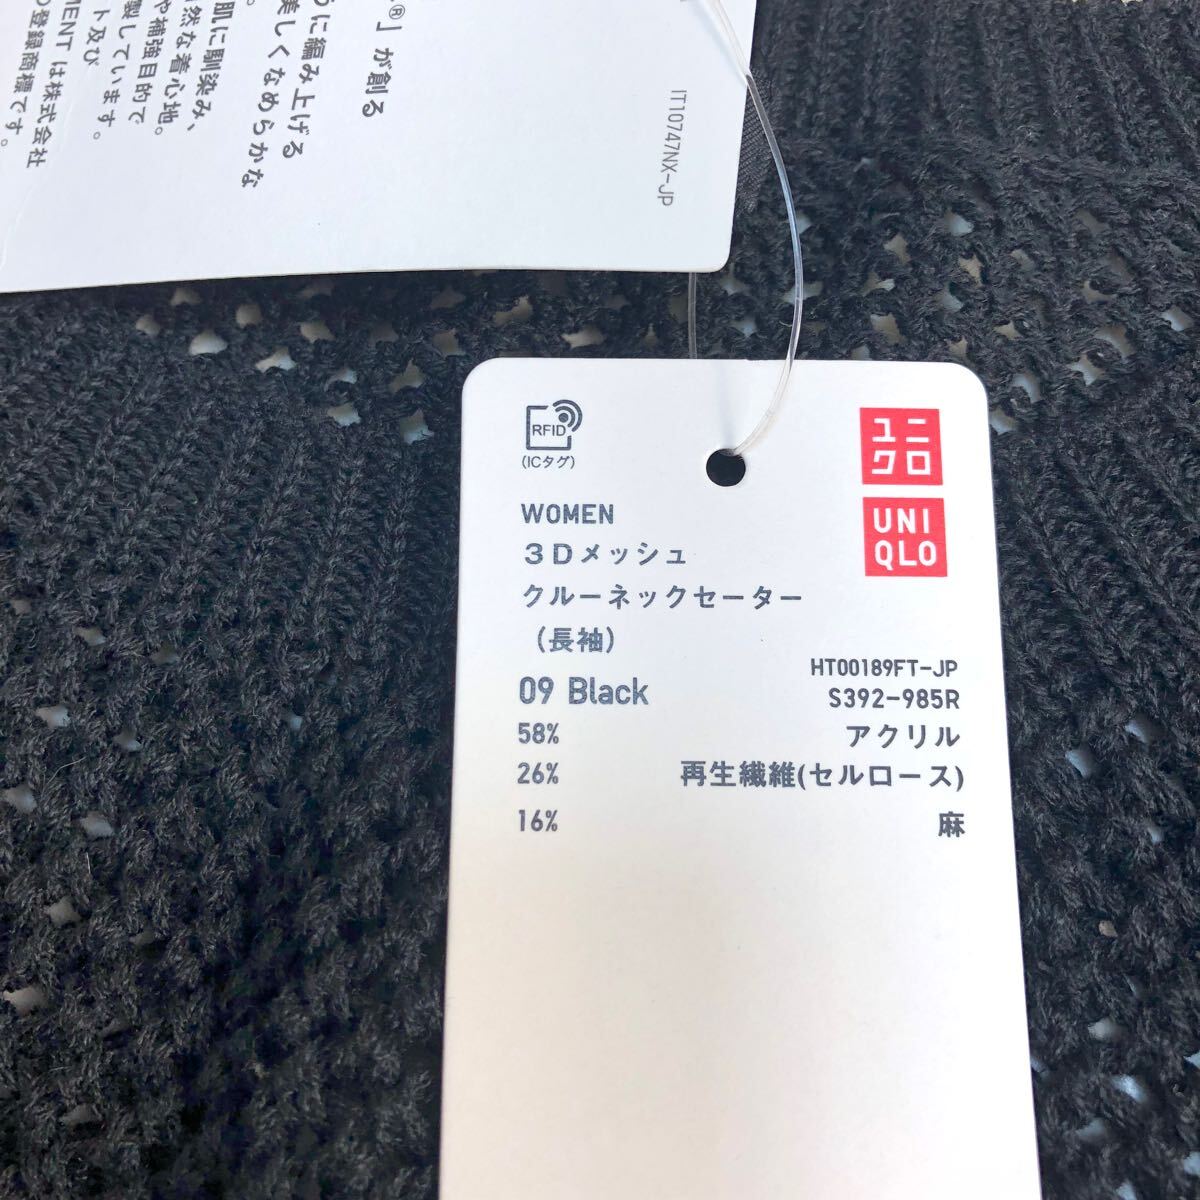 ®」が創る
に編み上げる
美しくなめらかな
。
肌に馴染み、
然な着心地。
や補強目的で
製しています。
ト及び
MENT は株式会社
登録商標です。
IT10747NX-JP
RFID
(ICタグ)
ユニ
クロ
UNI
QLO
WOMEN
3Dメッシュ
クルーネックセーター
(長袖)
HT00189FT-JP
09 Black S392-985R
58% アクリル
26% 再生繊維(セルロース)
16% 麻